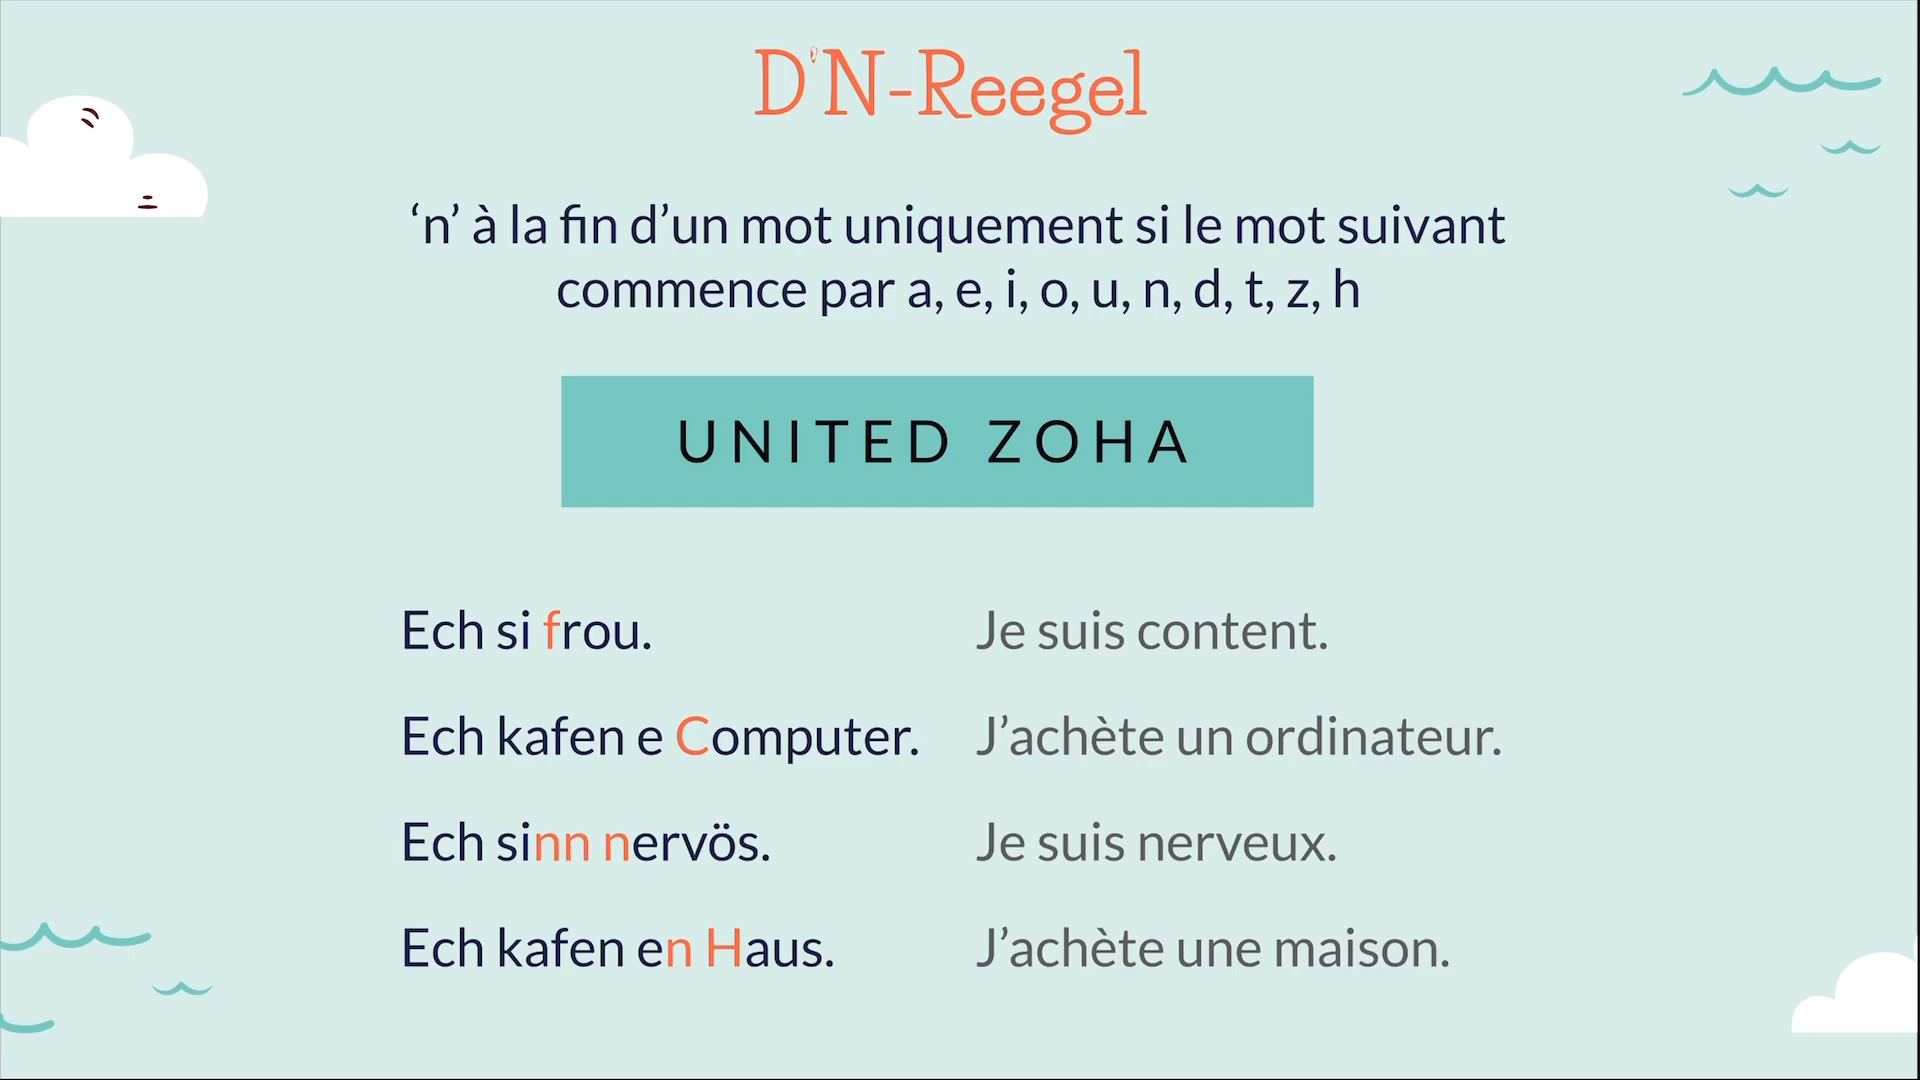 D'N-Reegel
‘n’ à la fin d’un mot uniquement si le mot suivant
commence par a, e, i, o, u, n, d, t, z, h
UNITED ZOHA
Ech si frou. Je suis content.
Ech kafen e Computer. J’achète un ordinateur.
Ech sinn nervös. Je suis nerveux.
Ech kafen en Haus. J’achète une maison.